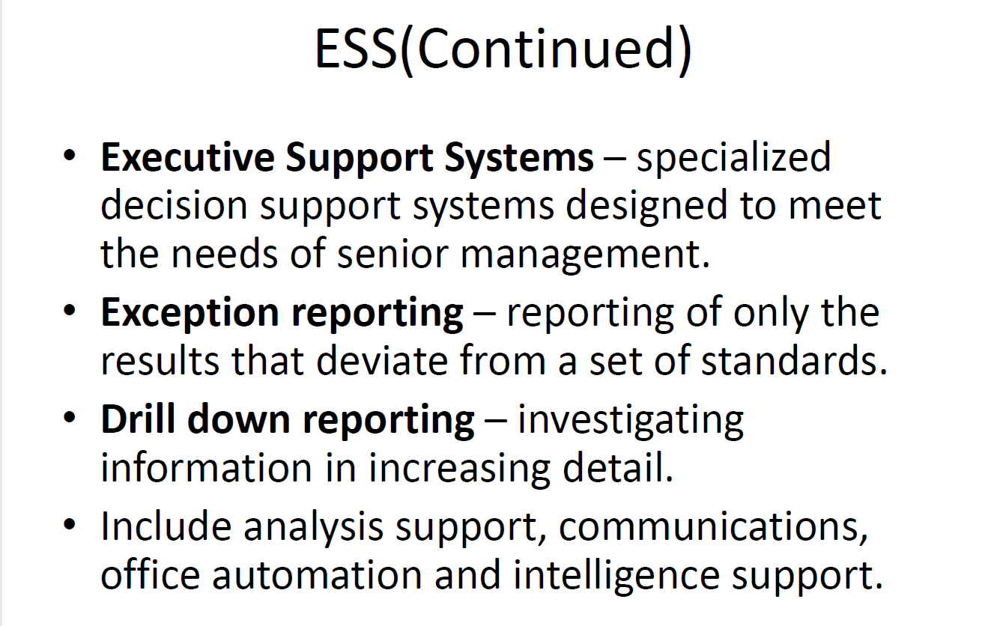 ESS(Continued)
• Executive Support Systems – specialized
decision support systems designed to meet
the needs of senior management.
• Exception reporting – reporting of only the
results that deviate from a set of standards.
• Drill down reporting – investigating
information in increasing detail.
• Include analysis support, communications,
office automation and intelligence support.